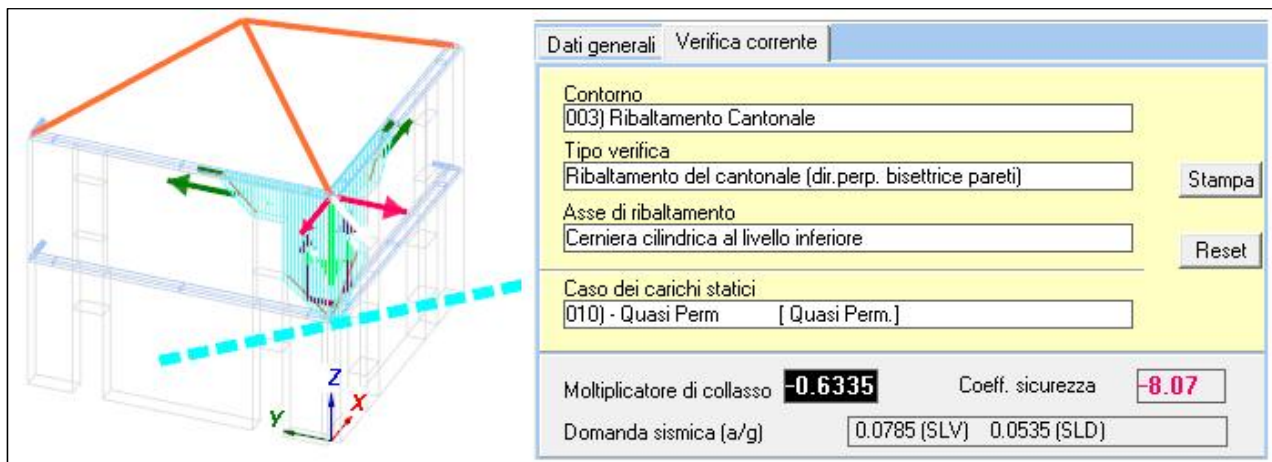 Dati generali
Verifica corrente
Contorno
003) Ribaltamento Cantonale
Tipo verifica
Ribaltamento del cantonale (dir.perp. bisettrice pareti)
Stampa
Asse di ribaltamento
Cerniera cilindrica al livello inferiore
Reset
Caso dei carichi statici
010) - Quasi Perm [ Quasi Perm.]
Moltiplicatore di collasso -0.6335 Coeff. sicurezza -8.07
Domanda sismica (a/g) 0.0785 (SLV) 0.0535 (SLD)
Z
X
Y